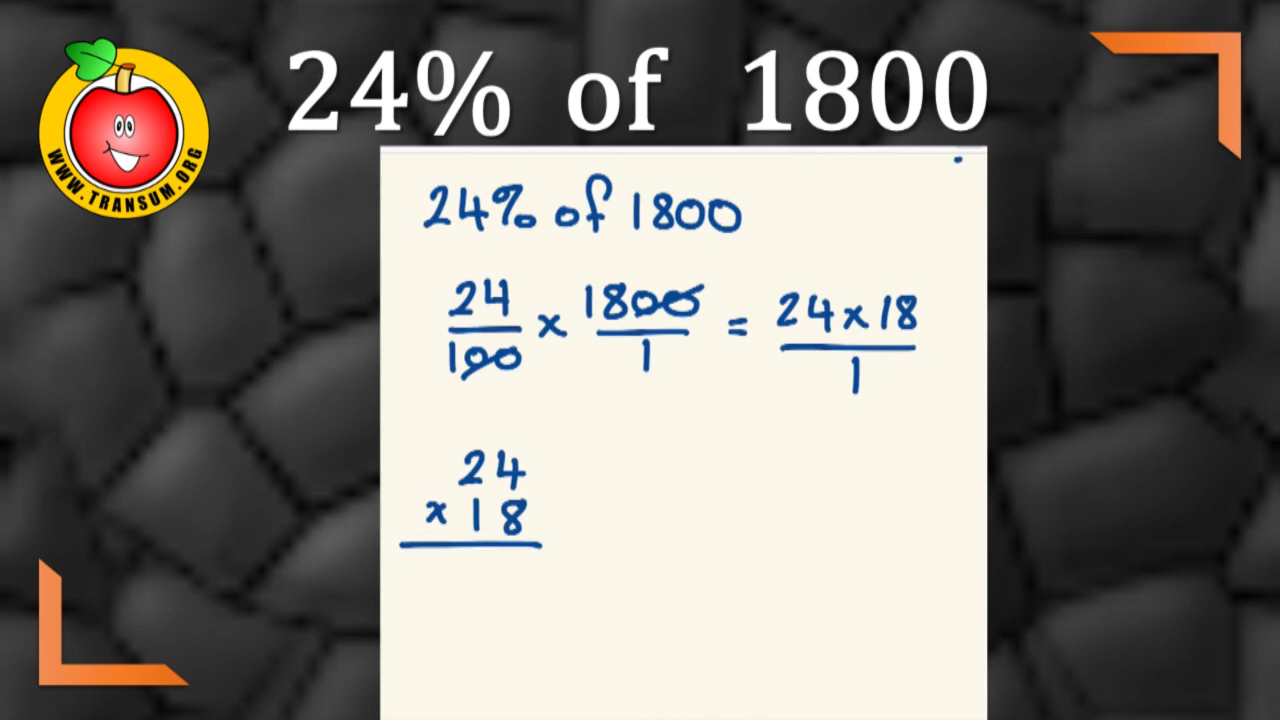 24% of 1800
WWW.TRANSUM.ORG
24% of 1800
24/100 x 1800/1 = 24 x 18/1
24
x 18